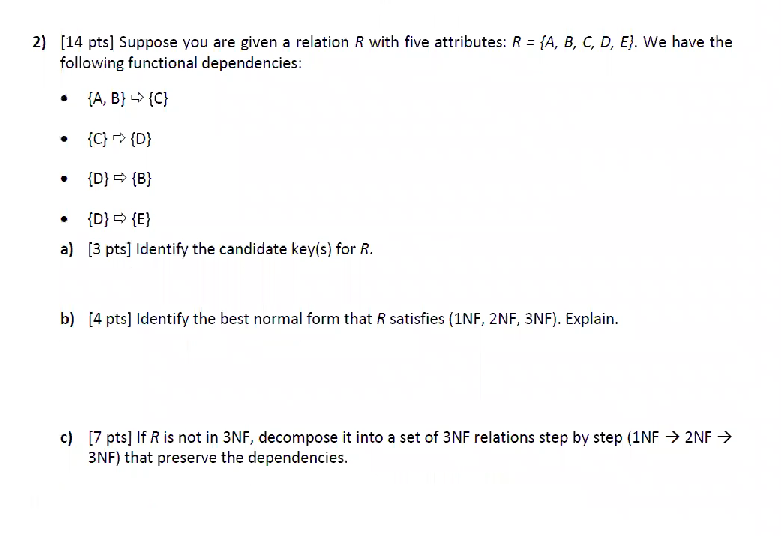 2) [14 pts] Suppose you are given a relation R with five attributes: R = {A, B, C, D, E}. We have the
following functional dependencies:
• {A, B} ⇨ {C}
• {C} ⇨ {D}
• {D} ⇨ {B}
• {D} ⇨ {E}
a) [3 pts] Identify the candidate key(s) for R.
b) [4 pts] Identify the best normal form that R satisfies (1NF, 2NF, 3NF). Explain.
c) [7 pts] If R is not in 3NF, decompose it into a set of 3NF relations step by step (1NF → 2NF →
3NF) that preserve the dependencies.